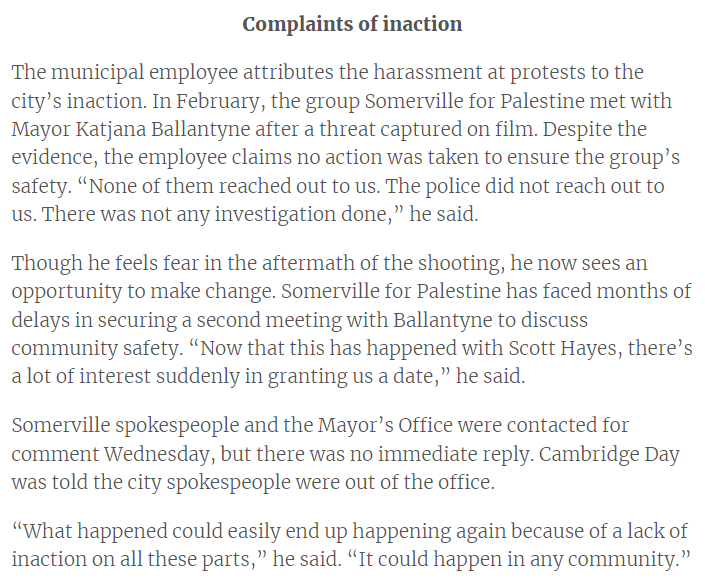 Complaints of inaction
The municipal employee attributes the harassment at protests to the
city’s inaction. In February, the group Somerville for Palestine met with
Mayor Katjana Ballantyne after a threat captured on film. Despite the
evidence, the employee claims no action was taken to ensure the group’s
safety. “None of them reached out to us. The police did not reach out to
us. There was not any investigation done,” he said.
Though he feels fear in the aftermath of the shooting, he now sees an
opportunity to make change. Somerville for Palestine has faced months of
delays in securing a second meeting with Ballantyne to discuss
community safety. “Now that this has happened with Scott Hayes, there’s
a lot of interest suddenly in granting us a date,” he said.
Somerville spokespeople and the Mayor’s Office were contacted for
comment Wednesday, but there was no immediate reply. Cambridge Day
was told the city spokespeople were out of the office.
“What happened could easily end up happening again because of a lack of
inaction on all these parts,” he said. “It could happen in any community.”